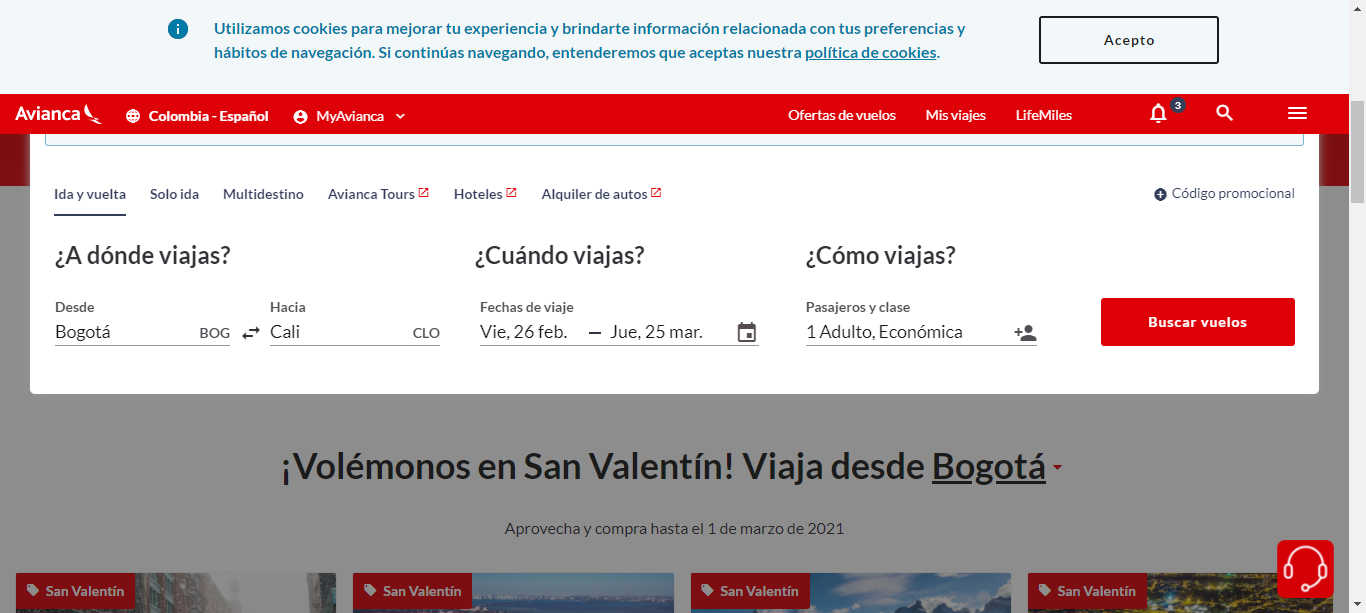 Utilizamos cookies para mejorar tu experiencia y brindarte información relacionada con tus preferencias y
hábitos de navegación. Si continúas navegando, entenderemos que aceptas nuestra política de cookies.
Acepto
Avianca
Colombia - Español
MyAvianca
Ofertas de vuelos
Mis viajes
LifeMiles
3
Ida y vuelta
Solo ida
Multidestino
Avianca Tours
Hoteles
Alquiler de autos
Código promocional
¿A dónde viajas?
¿Cuándo viajas?
¿Cómo viajas?
Desde
Hacia
Fechas de viaje
Pasajeros y clase
Bogotá BOG
Cali CLO
Vie, 26 feb. — Jue, 25 mar.
1 Adulto, Económica
Buscar vuelos
¡Volémonos en San Valentín! Viaja desde Bogotá
Aprovecha y compra hasta el 1 de marzo de 2021
San Valentín
San Valentín
San Valentín
San Valentín